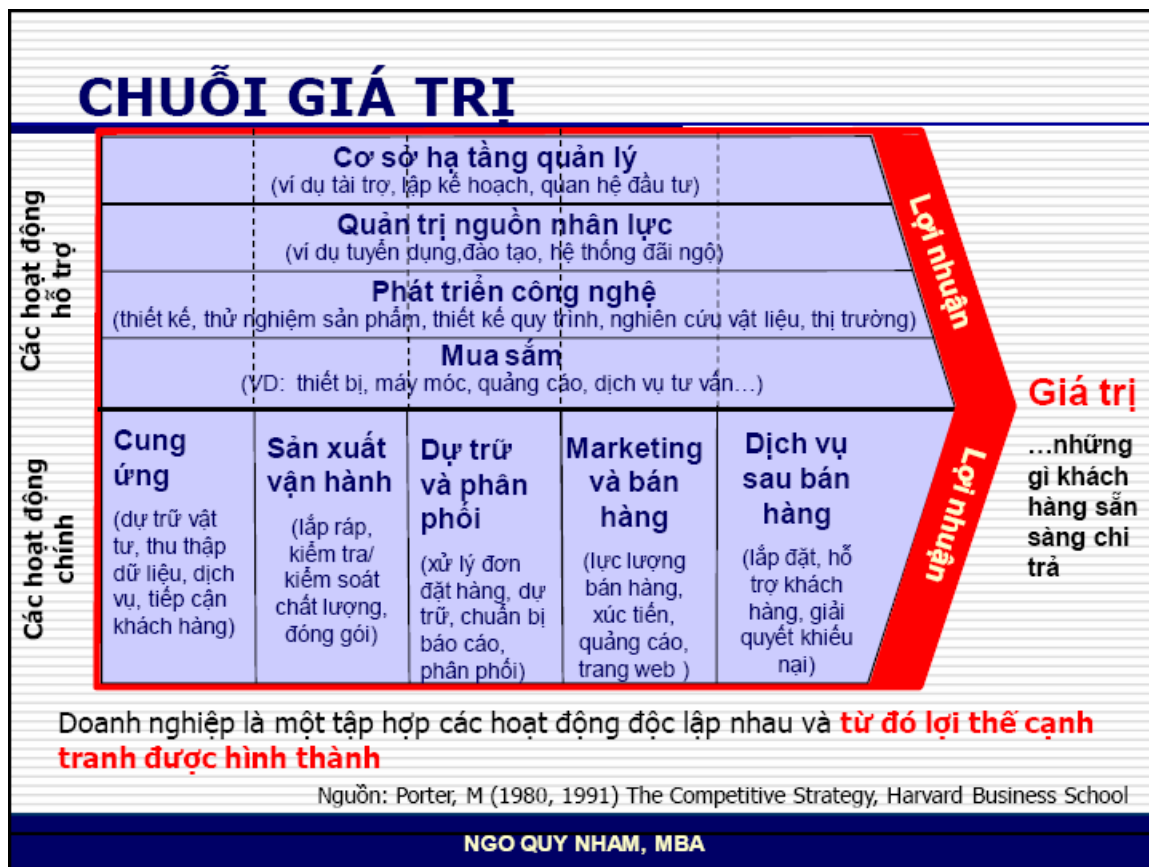 CHUỖI GIÁ TRỊ
Các hoạt động
hỗ trợ
Cơ sở hạ tầng quản lý
(ví dụ tài trợ, lập kế hoạch, quan hệ đầu tư)
Quản trị nguồn nhân lực
(ví dụ tuyển dụng,đào tạo, hệ thống đãi ngộ)
Phát triển công nghệ
(thiết kế, thử nghiệm sản phẩm, thiết kế quy trình, nghiên cứu vật liệu, thị trường)
Mua sắm
(VD: thiết bị, máy móc, quảng cáo, dịch vụ tư vấn…)
Lợi nhuận
Các hoạt động
chính
Cung
ứng
(dự trữ vật
tư, thu thập
dữ liệu, dịch
vụ, tiếp cận
khách hàng)
Sản xuất
vận hành
(lắp ráp,
kiểm tra/
kiểm soát
chất lượng,
đóng gói)
Dự trữ
và phân
phối
(xử lý đơn
đặt hàng, dự
trữ, chuẩn bị
báo cáo,
phân phối)
Marketing
và bán
hàng
(lực lượng
bán hàng,
xúc tiến,
quảng cáo,
trang web )
Dịch vụ
sau bán
hàng
(lắp đặt, hỗ
trợ khách
hàng, giải
quyết khiếu
nại)
Lợi nhuận
Giá trị
…những
gì khách
hàng sẵn
sàng chi
trả
Doanh nghiệp là một tập hợp các hoạt động độc lập nhau và từ đó lợi thế cạnh
tranh được hình thành
Nguồn: Porter, M (1980, 1991) The Competitive Strategy, Harvard Business School
NGO QUY NHAM, MBA